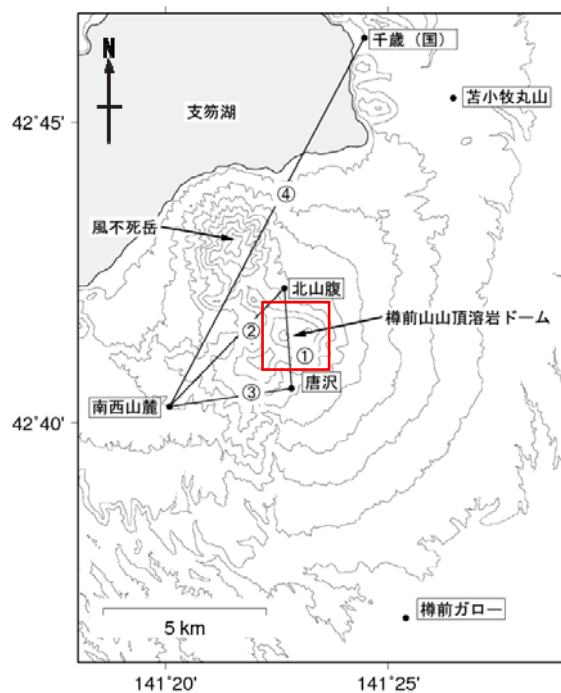 千歳（国）
N
苫小牧丸山
支笏湖
42˚45'
④
風不死岳
北山腹
樽前山山頂溶岩ドーム
②
①
③
唐沢
南西山麓
42˚40'
樽前ガロー
5 km
141˚20'
141˚25'